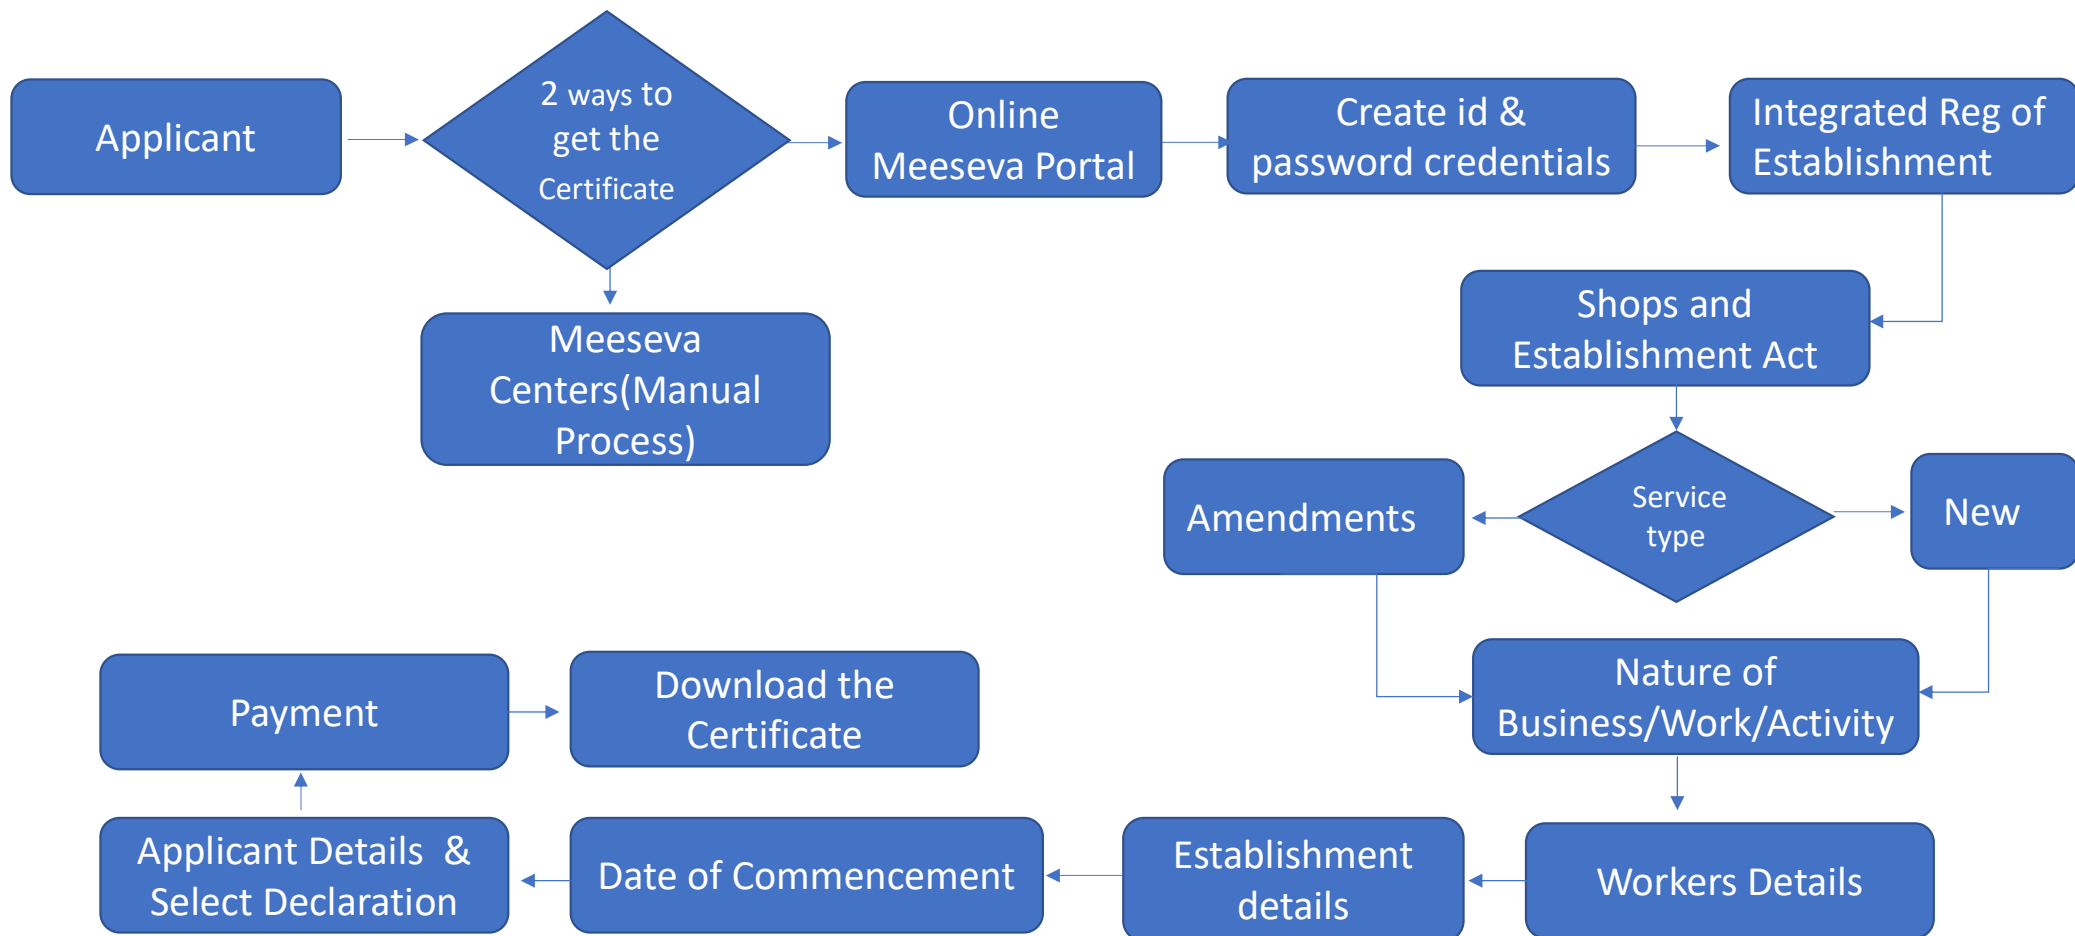 Applicant
2 ways to
get the
Certificate
Online
Meeseva Portal
Create id &
password credentials
Integrated Reg of
Establishment
Meeseva
Centers(Manual
Process)
Shops and
Establishment Act
Service
type
Amendments
New
Nature of
Business/Work/Activity
Workers Details
Establishment
details
Date of Commencement
Applicant Details  &
Select Declaration
Payment
Download the
Certificate